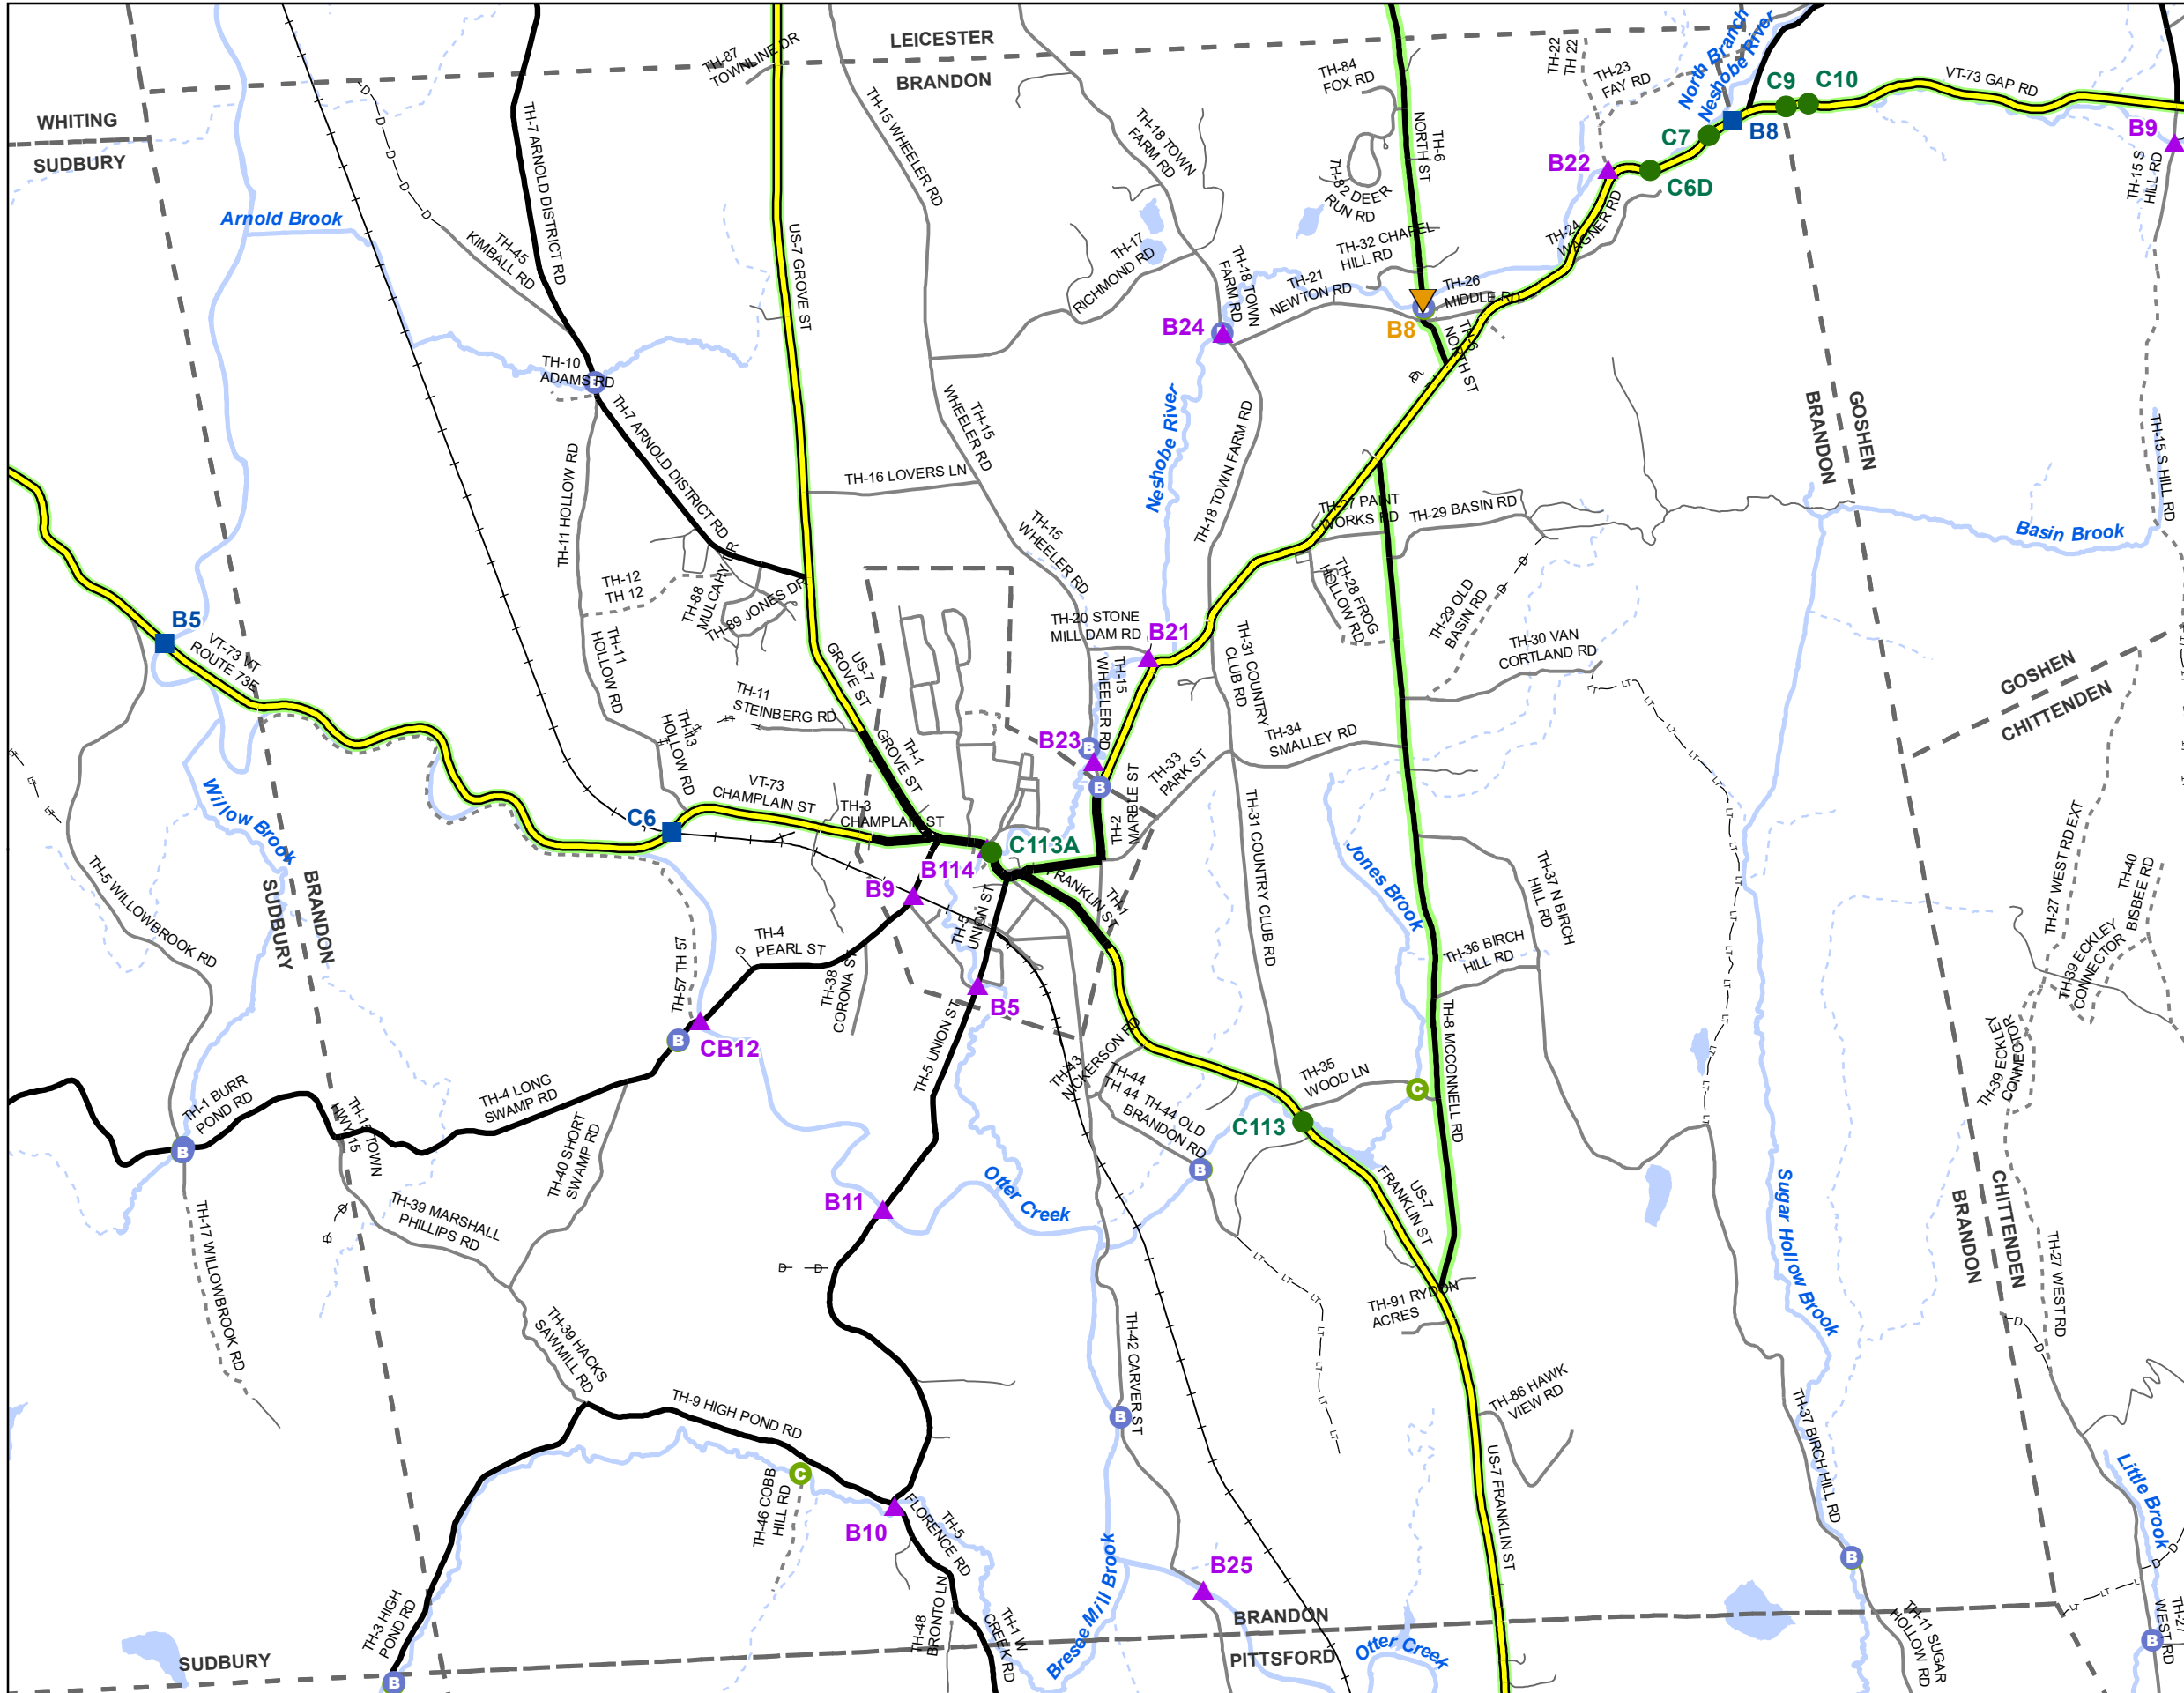 LEICESTER
BRANDON
WHITING
SUDBURY
TH-87
TOWNLINE DR
TH-84
FOX RD
TH-22
TH 22
TH-23
FAY RD
North Branch
Neshobe River
C9
C10
VT-73 GAP RD
C7
B8
B9
B22
C6D
TH-15 S
HILL RD
TH-7 ARNOLD DISTRICT RD
TH-15 WHEELER RD
TH-18 TOWN
FARM RD
TH-6
NORTH ST
TH-82 DEER
RUN RD
TH-24
WAGNER RD
Arnold Brook
TH-45
KIMBALL RD
US-7 GROVE ST
TH-17
RICHMOND RD
TH-18 TOWN
FARM RD
TH-32 CHAPEL
HILL RD
TH-21
NEWTON RD
TH-26
MIDDLE RD
B24
B8
B
TH-6
NORTH ST
TH-10
ADAMS RD
B
TH-7 ARNOLD DISTRICT RD
TH-11 HOLLOW RD
TH-15
WHEELER RD
TH-16 LOVERS LN
Neshobe River
TH-18 TOWN FARM RD
TH-27 PAINT
WORKS RD
TH-29 BASIN RD
BRANDON
GOSHEN
Basin Brook
TH-15 S HILL RD
TH-15
WHEELER RD
TH-12
TH 12
TH-88
MULCAHY DR
TH-89 JONES DR
TH-28 FROG
HOLLOW RD
TH-29 OLD
BASIN RD
TH-30 VAN
CORTLAND RD
B5
VT-73 VT
ROUTE 73E
TH-11
HOLLOW RD
US-7
GROVE ST
TH-20 STONE
MILL DAM RD
B21
TH-15
WHEELER RD
TH-31 COUNTRY
CLUB RD
GOSHEN
CHITTENDEN
TH-11
STEINBERG RD
TH-13
HOLLOW RD
TH-1
GROVE ST
B23
B
B
TH-34
SMALLEY RD
TH-33
PARK ST
TH-2
MARBLE ST
Willow Brook
VT-73
CHAMPLAIN ST
TH-3
CHAMPLAIN ST
C6
C113A
B114
B9
TH-31 COUNTRY CLUB RD
Jones Brook
TH-37 N BIRCH
HILL RD
TH-27 WEST RD EXT
TH-40
BISBEE RD
TH-5 WILLOWBROOK RD
BRANDON
SUDBURY
TH-1
FRANKLIN ST
TH-5
UNION ST
TH-4
PEARL ST
TH-36 BIRCH
HILL RD
TH-39 ECKLEY
CONNECTOR
TH-57 TH 57
TH-38
CORONA ST
B5
CB12
B
TH-5 UNION ST
TH-8 MCCONNELL RD
TH-39 ECKLEY
CONNECTOR
TH-43
NICKERSON RD
TH-44
TH 44
TH-44 OLD
BRANDON RD
TH-35
WOOD LN
C
C113
TH-1 BURR
POND RD
B
TH-15 TOWN
HWY 15
TH-4 LONG
SWAMP RD
TH-40 SHORT
SWAMP RD
B
TH-39 MARSHALL
PHILLIPS RD
TH-17 WILLOWBROOK RD
B11
Otter Creek
US-7
FRANKLIN ST
Sugar Hollow Brook
BRANDON
CHITTENDEN
TH-27 WEST RD
TH-91 RYDON
ACRES
TH-39 HACKS
SAWMILL RD
TH-42 CARVER ST
B
TH-86 HAWK
VIEW RD
TH-9 HIGH POND RD
TH-37 BIRCH HILL RD
C
TH-46 COBB
HILL RD
B10
TH-5
FLORENCE RD
US-7 FRANKLIN ST
Little Brook
B
B25
TH-3 HIGH
POND RD
TH-48
BRONTO LN
TH-1 W
CREEK RD
Bresee Mill Brook
BRANDON
PITTSFORD
Otter Creek
TH-11 SUGAR
HOLLOW RD
TH-27
WEST RD
B
SUDBURY
B